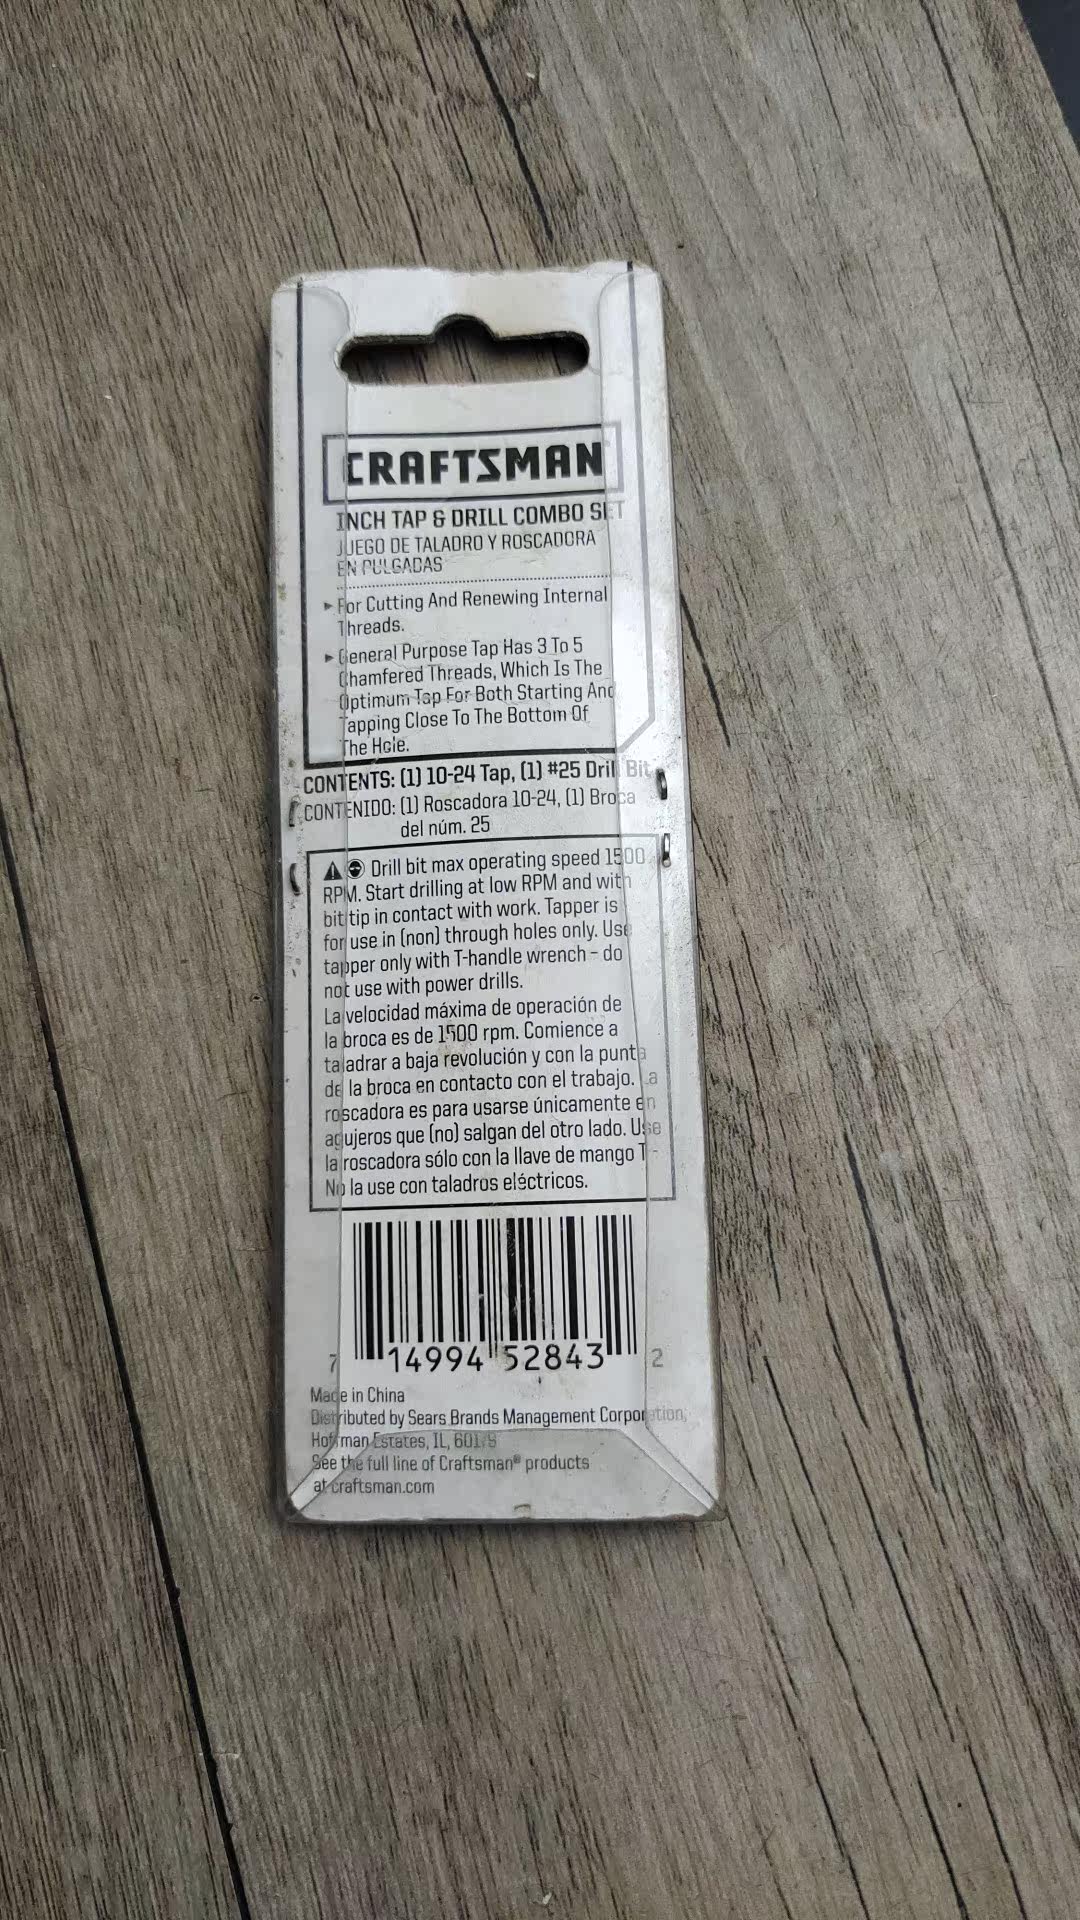 CRAFTSMAN
INCH TAP & DRILL COMBO SET
JUEGO DE TALADRO Y ROSCADORA
EN PULGADAS
▸ For Cutting And Renewing Internal
Threads.
▸ General Purpose Tap Has 3 To 5
Chamfered Threads, Which Is The
Optimum Tap For Both Starting And
Tapping Close To The Bottom Of
The Hole.
CONTENTS: (1) 10-24 Tap, (1) #25 Drill Bit
CONTENIDO: (1) Roscadora 10-24, (1) Broca
del núm. 25
Drill bit max operating speed 1500
RPM. Start drilling at low RPM and with
bit tip in contact with work. Tapper is
for use in (non) through holes only. Use
tapper only with T-handle wrench - do
not use with power drills.
La velocidad máxima de operación de
la broca es de 1500 rpm. Comience a
taladrar a baja revolución y con la punta
de la broca en contacto con el trabajo. La
roscadora es para usarse únicamente en
agujeros que (no) salgan del otro lado. Use
la roscadora sólo con la llave de mango T -
No la use con taladros eléctricos.
7 14994 52843 2
Made in China
Distributed by Sears Brands Management Corporation,
Hoffman Estates, IL, 60179
See the full line of Craftsman® products
at craftsman.com